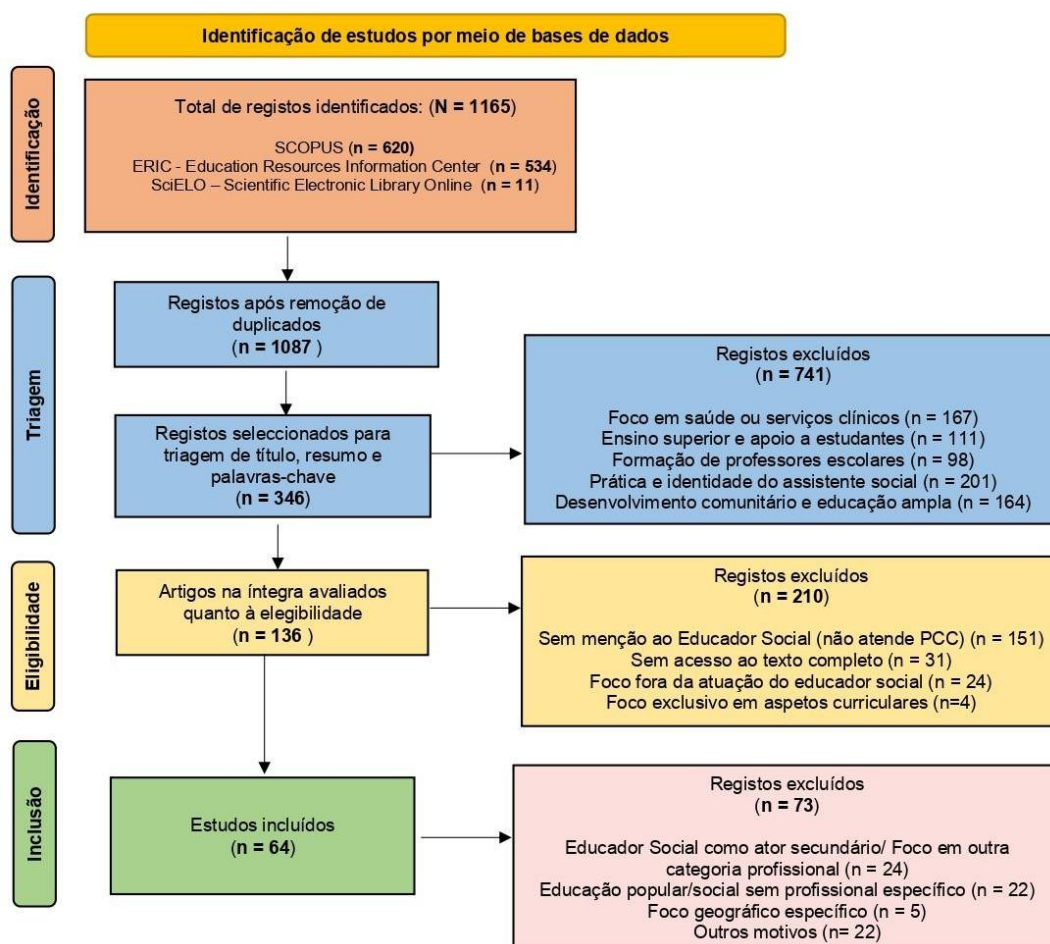 Identificação de estudos por meio de bases de dados
Identificação
Total de registos identificados: (N = 1165)
SCOPUS (n = 620)
ERIC - Education Resources Information Center (n = 534)
SciELO – Scientific Electronic Library Online (n = 11)
Triagem
Registos após remoção de
duplicados
(n = 1087 )
Registos seleccionados para
triagem de título, resumo e
palavras-chave
(n = 346)
Registos excluídos
(n = 741)
Foco em saúde ou serviços clínicos (n = 167)
Ensino superior e apoio a estudantes (n = 111)
Formação de professores escolares (n = 98)
Prática e identidade do assistente social (n = 201)
Desenvolvimento comunitário e educação ampla (n = 164)
Eligibilidade
Artigos na íntegra avaliados
quanto à elegibilidade
(n = 136 )
Registos excluídos
(n = 210)
Sem menção ao Educador Social (não atende PCC) (n = 151)
Sem acesso ao texto completo (n = 31)
Foco fora da atuação do educador social (n = 24)
Foco exclusivo em aspetos curriculares (n=4)
Inclusão
Estudos incluídos
(n = 64)
Registos excluídos
(n = 73)
Educador Social como ator secundário/ Foco em outra
categoria profissional (n = 24)
Educação popular/social sem profissional específico (n = 22)
Foco geográfico específico (n = 5)
Outros motivos (n= 22)